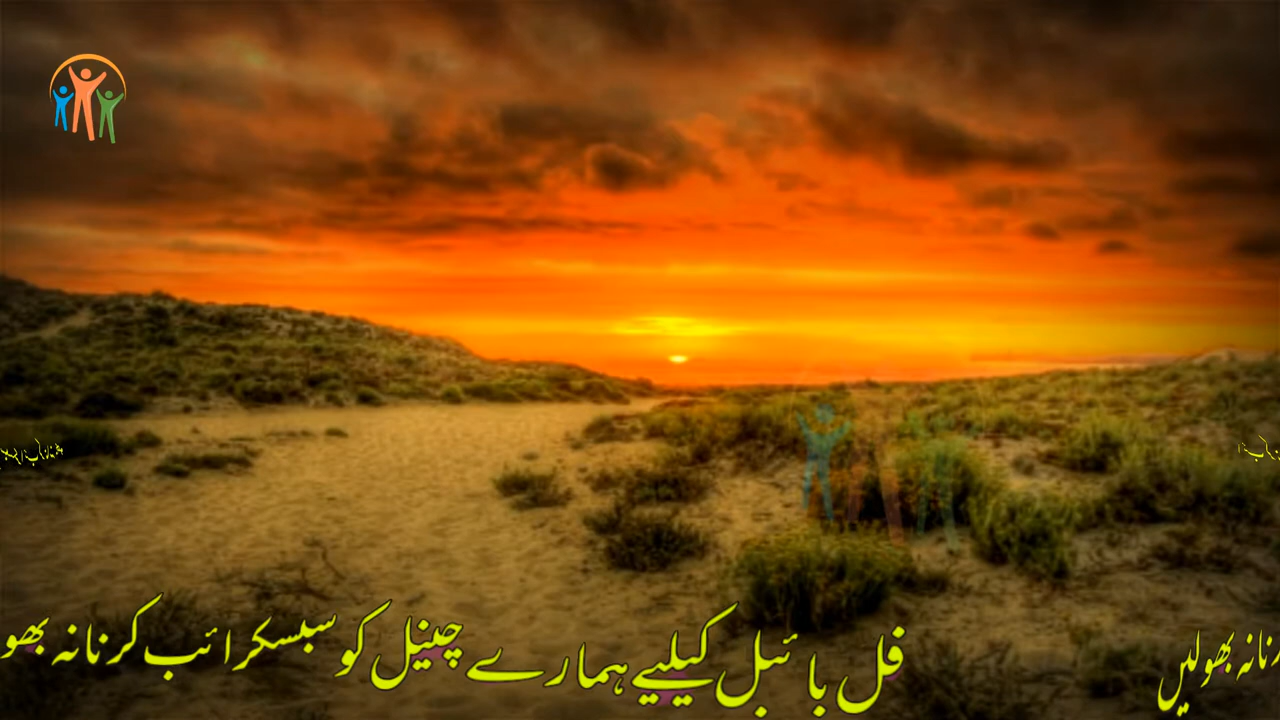 رنا نہ بھولیں فل بائبل کیلیے ہمارے چینل کو سبسکرائب کرنا نہ بھو